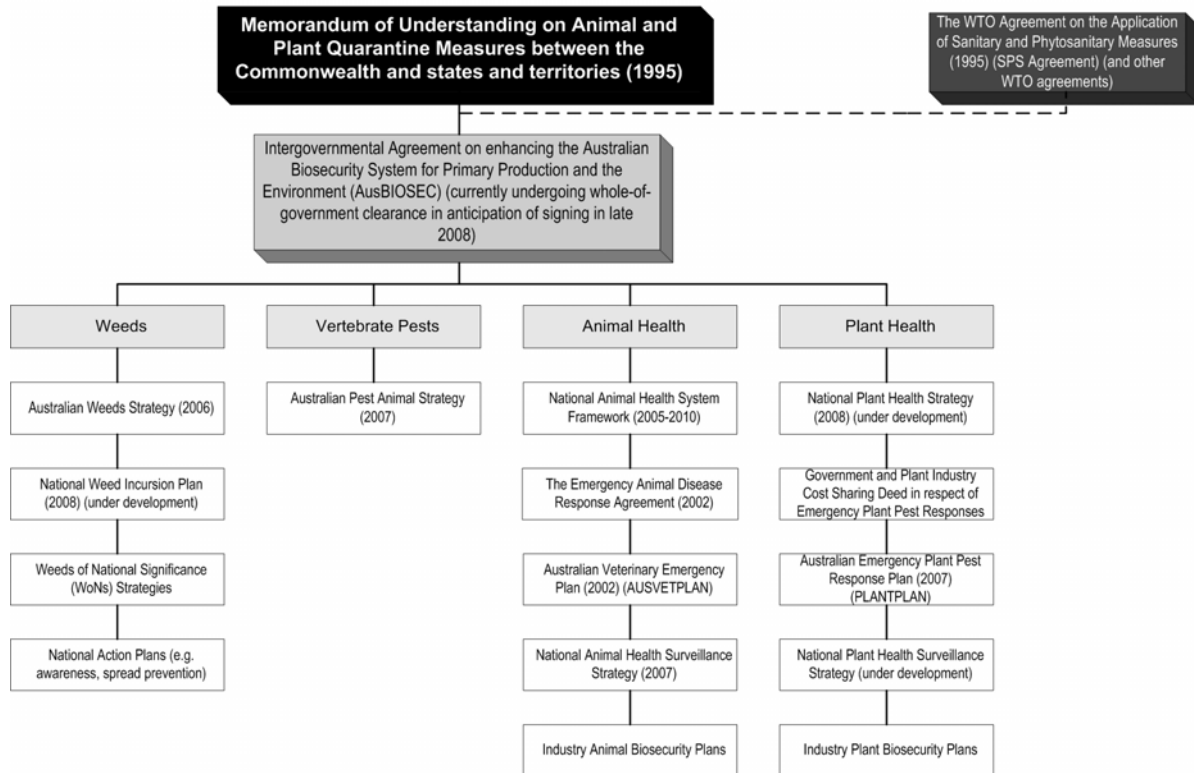 Memorandum of Understanding on Animal and
Plant Quarantine Measures between the
Commonwealth and states and territories (1995)
The WTO Agreement on the Application
of Sanitary and Phytosanitary Measures
(1995) (SPS Agreement) (and other
WTO agreements)
Intergovernmental Agreement on enhancing the Australian
Biosecurity System for Primary Production and the
Environment (AusBIOSEC) (currently undergoing whole-of-
government clearance in anticipation of signing in late
2008)
Weeds
Vertebrate Pests
Animal Health
Plant Health
Australian Weeds Strategy (2006)
Australian Pest Animal Strategy
(2007)
National Animal Health System
Framework (2005-2010)
National Plant Health Strategy
(2008) (under development)
National Weed Incursion Plan
(2008) (under development)
The Emergency Animal Disease
Response Agreement (2002)
Government and Plant Industry
Cost Sharing Deed in respect of
Emergency Plant Pest Responses
Weeds of National Significance
(WoNs) Strategies
Australian Veterinary Emergency
Plan (2002) (AUSVETPLAN)
Australian Emergency Plant Pest
Response Plan (2007)
(PLANTPLAN)
National Action Plans (e.g.
awareness, spread prevention)
National Animal Health Surveillance
Strategy (2007)
National Plant Health Surveillance
Strategy (under development)
Industry Animal Biosecurity Plans
Industry Plant Biosecurity Plans